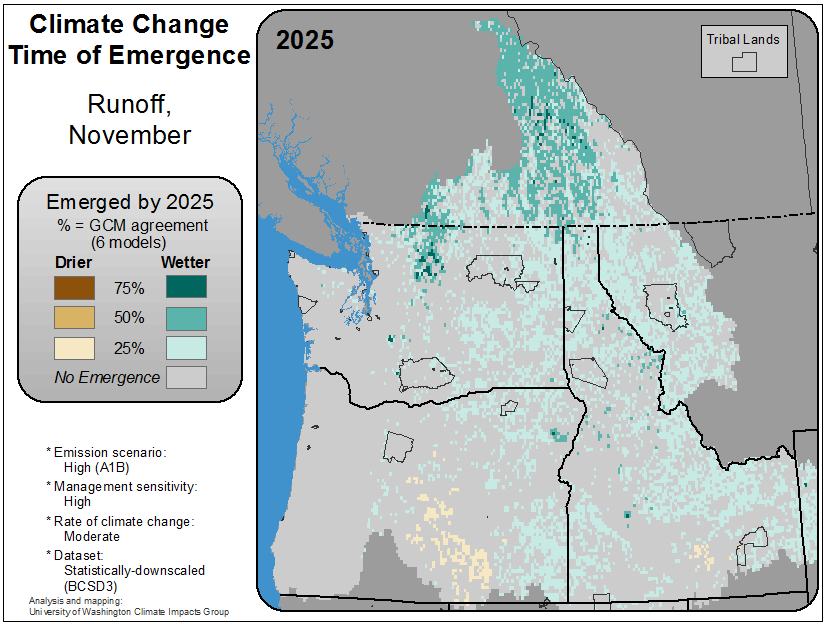 Climate Change
Time of Emergence
Runoff,
November
Emerged by 2025
% = GCM agreement
(6 models)
Drier Wetter
75%
50%
25%
No Emergence
* Emission scenario:
High (A1B)
* Management sensitivity:
High
* Rate of climate change:
Moderate
* Dataset:
Statistically-downscaled
(BCSD3)
Analysis and mapping:
University of Washington Climate Impacts Group
2025
Tribal Lands